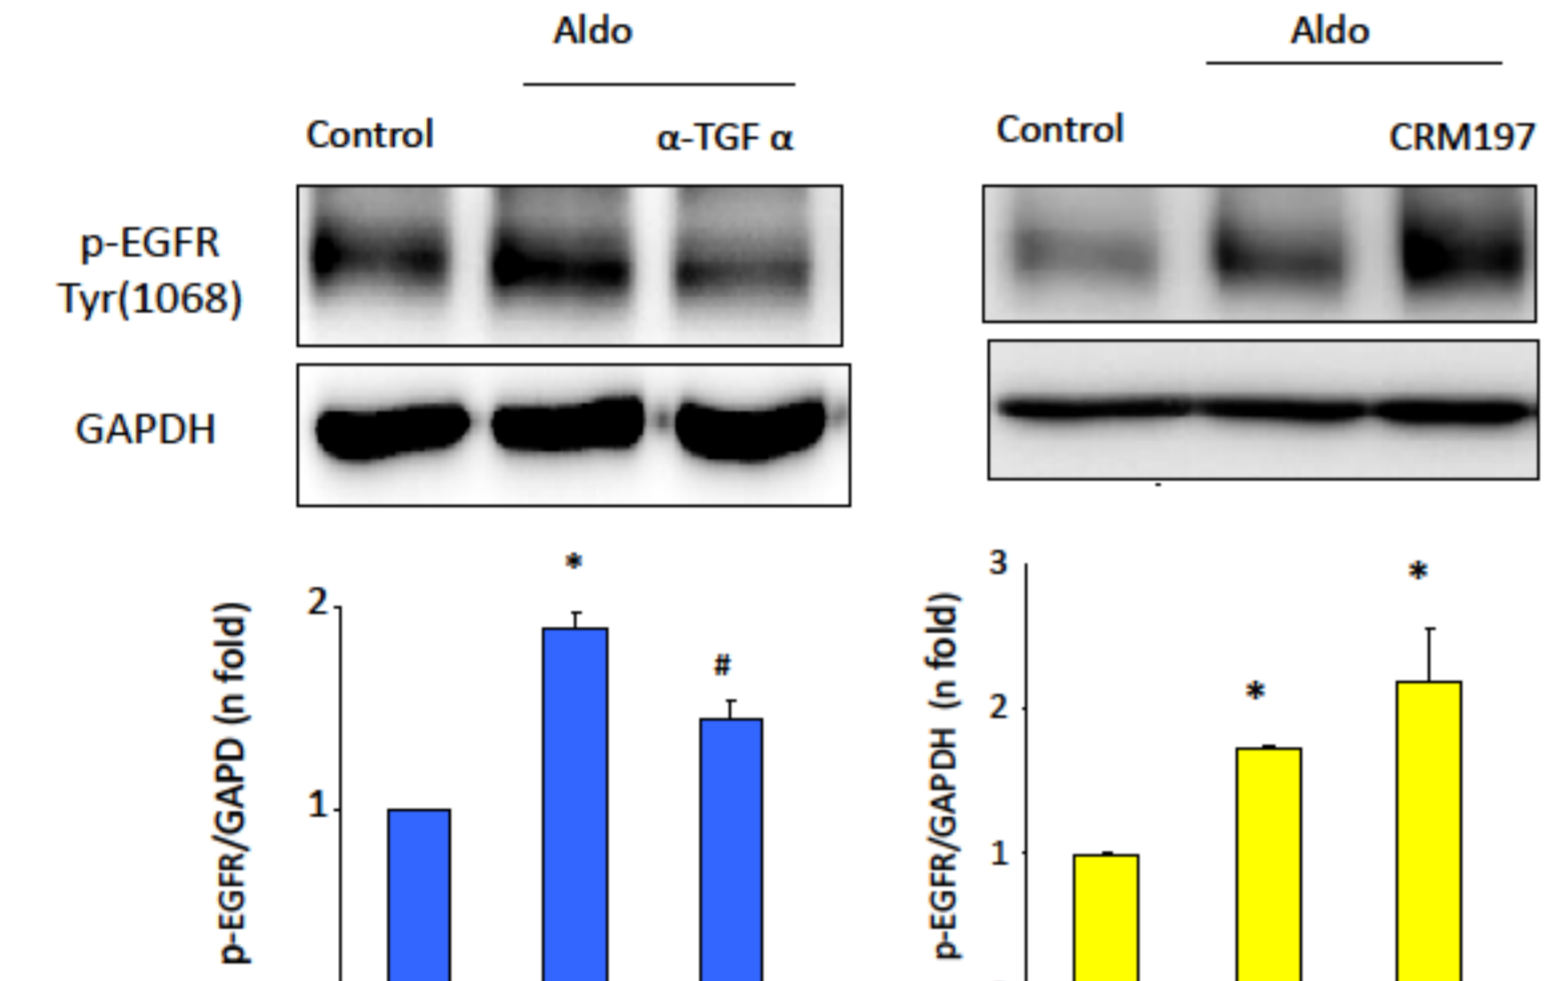 Aldo
Control
α-TGF α
Aldo
Control
CRM197
p-EGFR
Tyr(1068)
GAPDH
p-EGFR/GAPD (n fold)
2
1
*
#
p-EGFR/GAPDH (n fold)
3
2
1
*
*